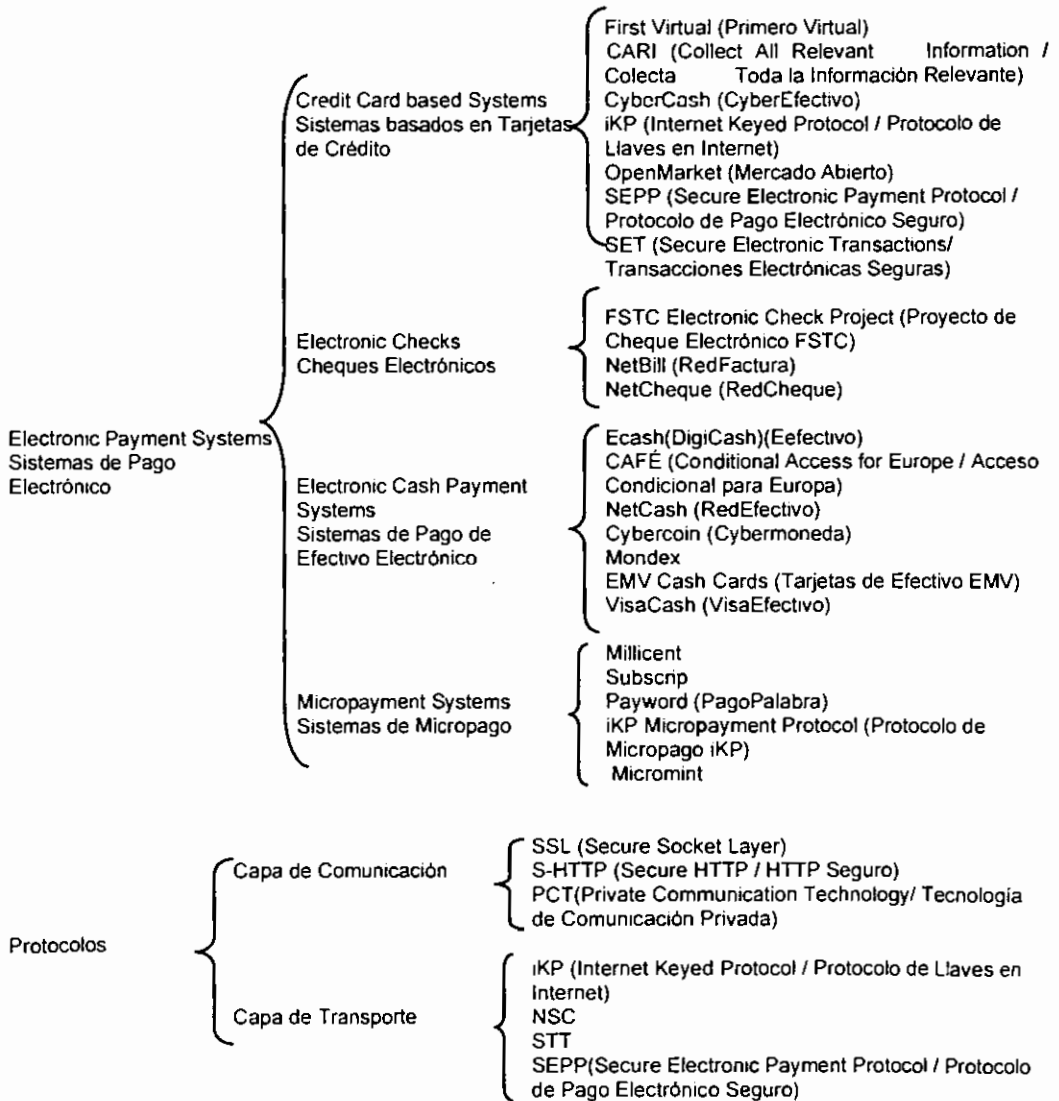 Electronic Payment Systems
Sistemas de Pago
Electrónico
Credit Card based Systems
Sistemas basados en Tarjetas
de Crédito
First Virtual (Primero Virtual)
CARI (Collect All Relevant Information /
Colecta Toda la Información Relevante)
CyberCash (CyberEfectivo)
iKP (Internet Keyed Protocol / Protocolo de
Llaves en Internet)
OpenMarket (Mercado Abierto)
SEPP (Secure Electronic Payment Protocol /
Protocolo de Pago Electrónico Seguro)
SET (Secure Electronic Transactions/
Transacciones Electrónicas Seguras)
Electronic Checks
Cheques Electrónicos
FSTC Electronic Check Project (Proyecto de
Cheque Electrónico FSTC)
NetBill (RedFactura)
NetCheque (RedCheque)
Electronic Cash Payment
Systems
Sistemas de Pago de
Efectivo Electrónico
Ecash(DigiCash)(Eefectivo)
CAFÉ (Conditional Access for Europe / Acceso
Condicional para Europa)
NetCash (RedEfectivo)
Cybercoin (Cybermoneda)
Mondex
EMV Cash Cards (Tarjetas de Efectivo EMV)
VisaCash (VisaEfectivo)
Micropayment Systems
Sistemas de Micropago
Millicent
Subscrip
Payword (PagoPalabra)
iKP Micropayment Protocol (Protocolo de
Micropago iKP)
Micromint
Protocolos
Capa de Comunicación
SSL (Secure Socket Layer)
S-HTTP (Secure HTTP / HTTP Seguro)
PCT(Private Communication Technology/ Tecnología
de Comunicación Privada)
Capa de Transporte
iKP (Internet Keyed Protocol / Protocolo de Llaves en
Internet)
NSC
STT
SEPP(Secure Electronic Payment Protocol / Protocolo
de Pago Electrónico Seguro)